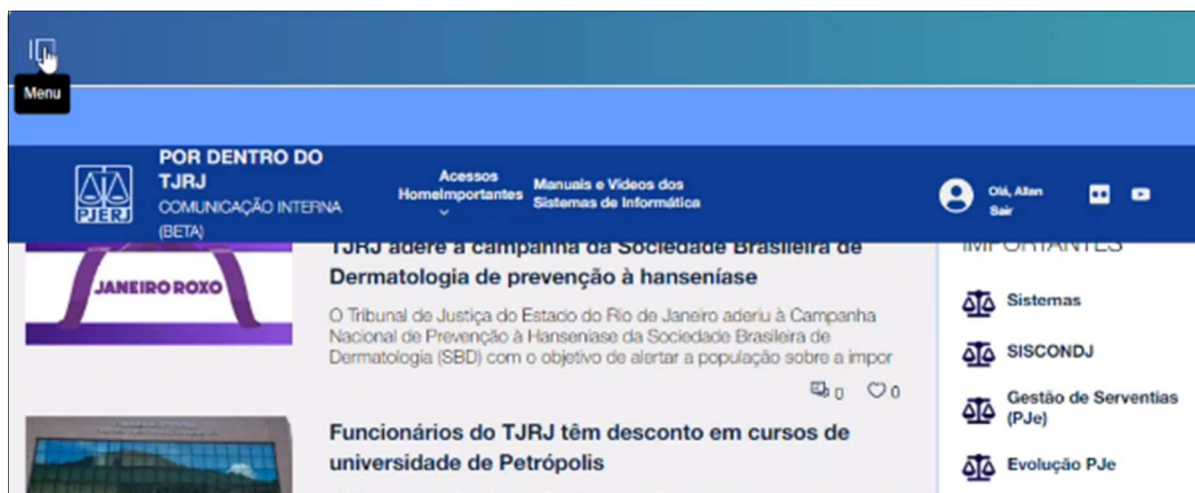 Menu
POR DENTRO DO
TJRJ
COMUNICAÇÃO INTERNA
(BETA)
PJERJ
Home
Acessos
Importantes
Manuais e Vídeos dos
Sistemas de Informática
Olá, Allan
Sair
JANEIRO ROXO
TJRJ adere a campanha da Sociedade Brasileira de
Dermatologia de prevenção à hanseníase
O Tribunal de Justiça do Estado do Rio de Janeiro aderiu à Campanha
Nacional de Prevenção à Hanseníase da Sociedade Brasileira de
Dermatologia (SBD) com o objetivo de alertar a população sobre a impor
0 0
Funcionários do TJRJ têm desconto em cursos de
universidade de Petrópolis
IMPORTANTES
Sistemas
SISCONDJ
Gestão de Serventias
(PJe)
Evolução PJe